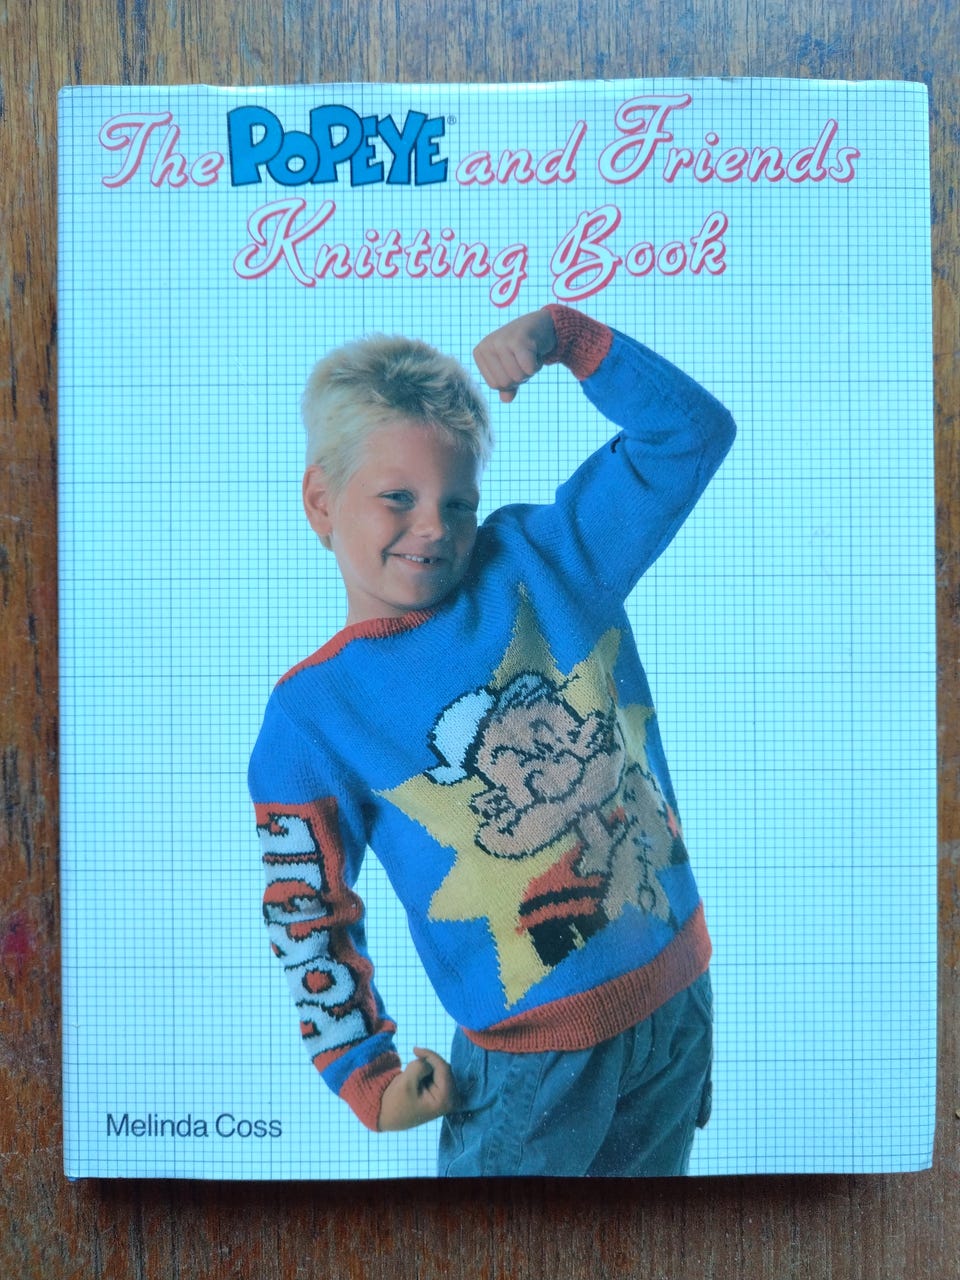 The POPEYE® and Friends
Knitting Book
POPEYE
Melinda Coss